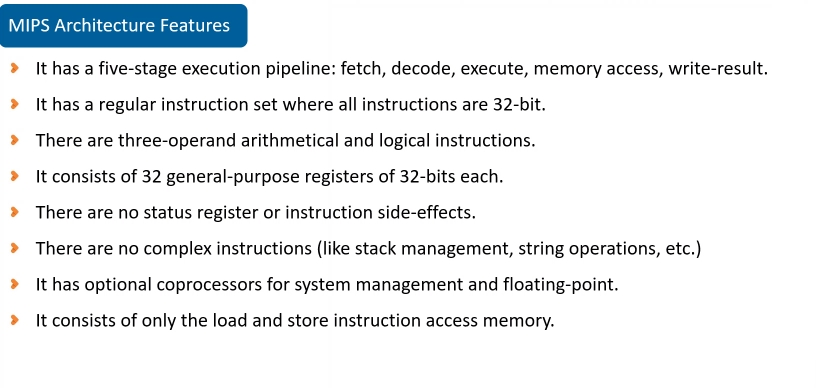 MIPS Architecture Features
It has a five-stage execution pipeline: fetch, decode, execute, memory access, write-result.
It has a regular instruction set where all instructions are 32-bit.
There are three-operand arithmetical and logical instructions.
It consists of 32 general-purpose registers of 32-bits each.
There are no status register or instruction side-effects.
There are no complex instructions (like stack management, string operations, etc.)
It has optional coprocessors for system management and floating-point.
It consists of only the load and store instruction access memory.